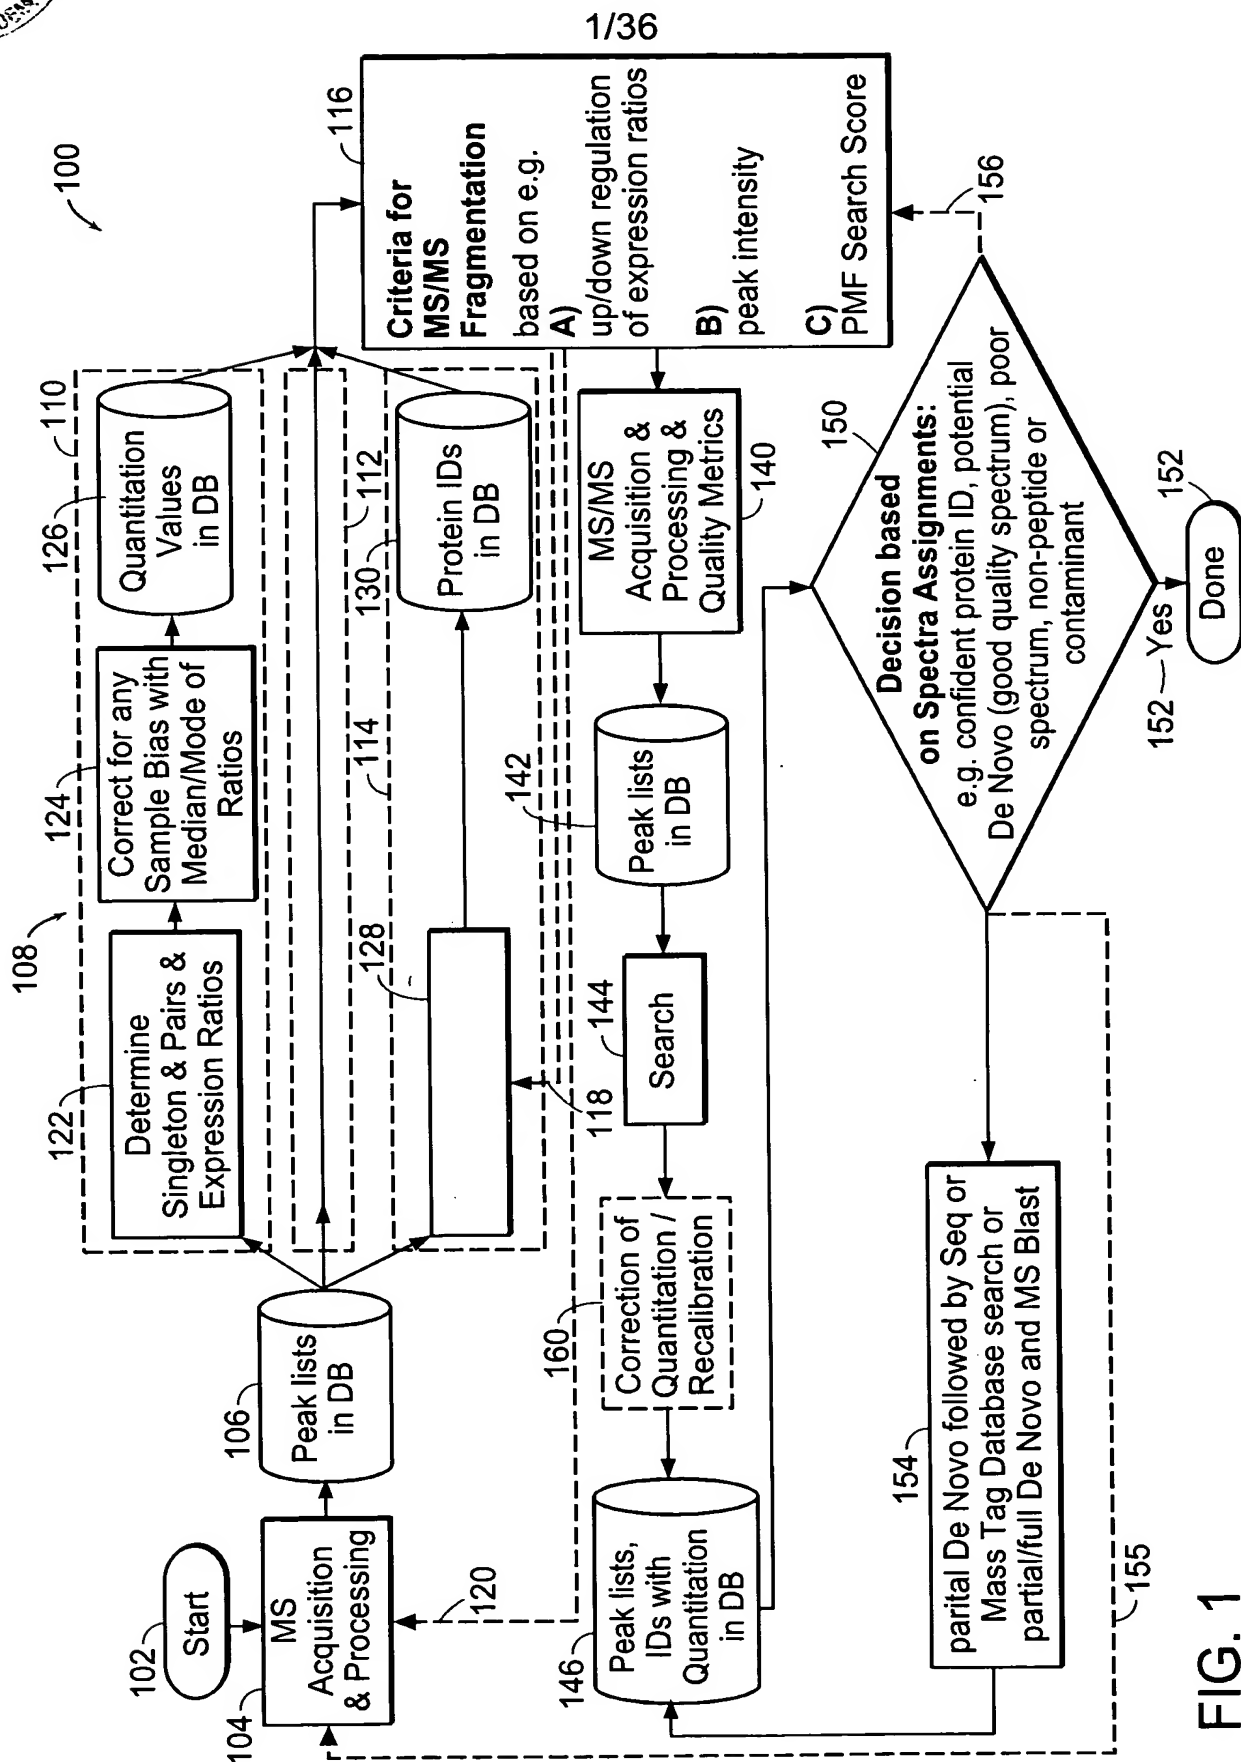 1/36
100
108
102
Start
104
MS
Acquisition
& Processing
106
Peak lists
in DB
122
Determine
Singleton & Pairs &
Expression Ratios
124
Correct for any
Sample Bias with
Median/Mode of
Ratios
126
Quantitation
Values
in DB
110
112
114
128
130
Protein IDs
in DB
116
Criteria for
MS/MS
Fragmentation
based on e.g.
A)
up/down regulation
of expression ratios
B)
peak intensity
C)
PMF Search Score
118
120
MS/MS
Acquisition &
Processing &
Quality Metrics
140
142
Peak lists
in DB
144
Search
160
Correction of
Quantitation /
Recalibration
146
Peak lists,
IDs with
Quantitation
in DB
150
Decision based
on Spectra Assignments:
e.g. confident protein ID, potential
De Novo (good quality spectrum), poor
spectrum, non-peptide or
contaminant
156
152
Yes
152
Done
154
parital De Novo followed by Seq or
Mass Tag Database search or
partial/full De Novo and MS Blast
155
FIG. 1